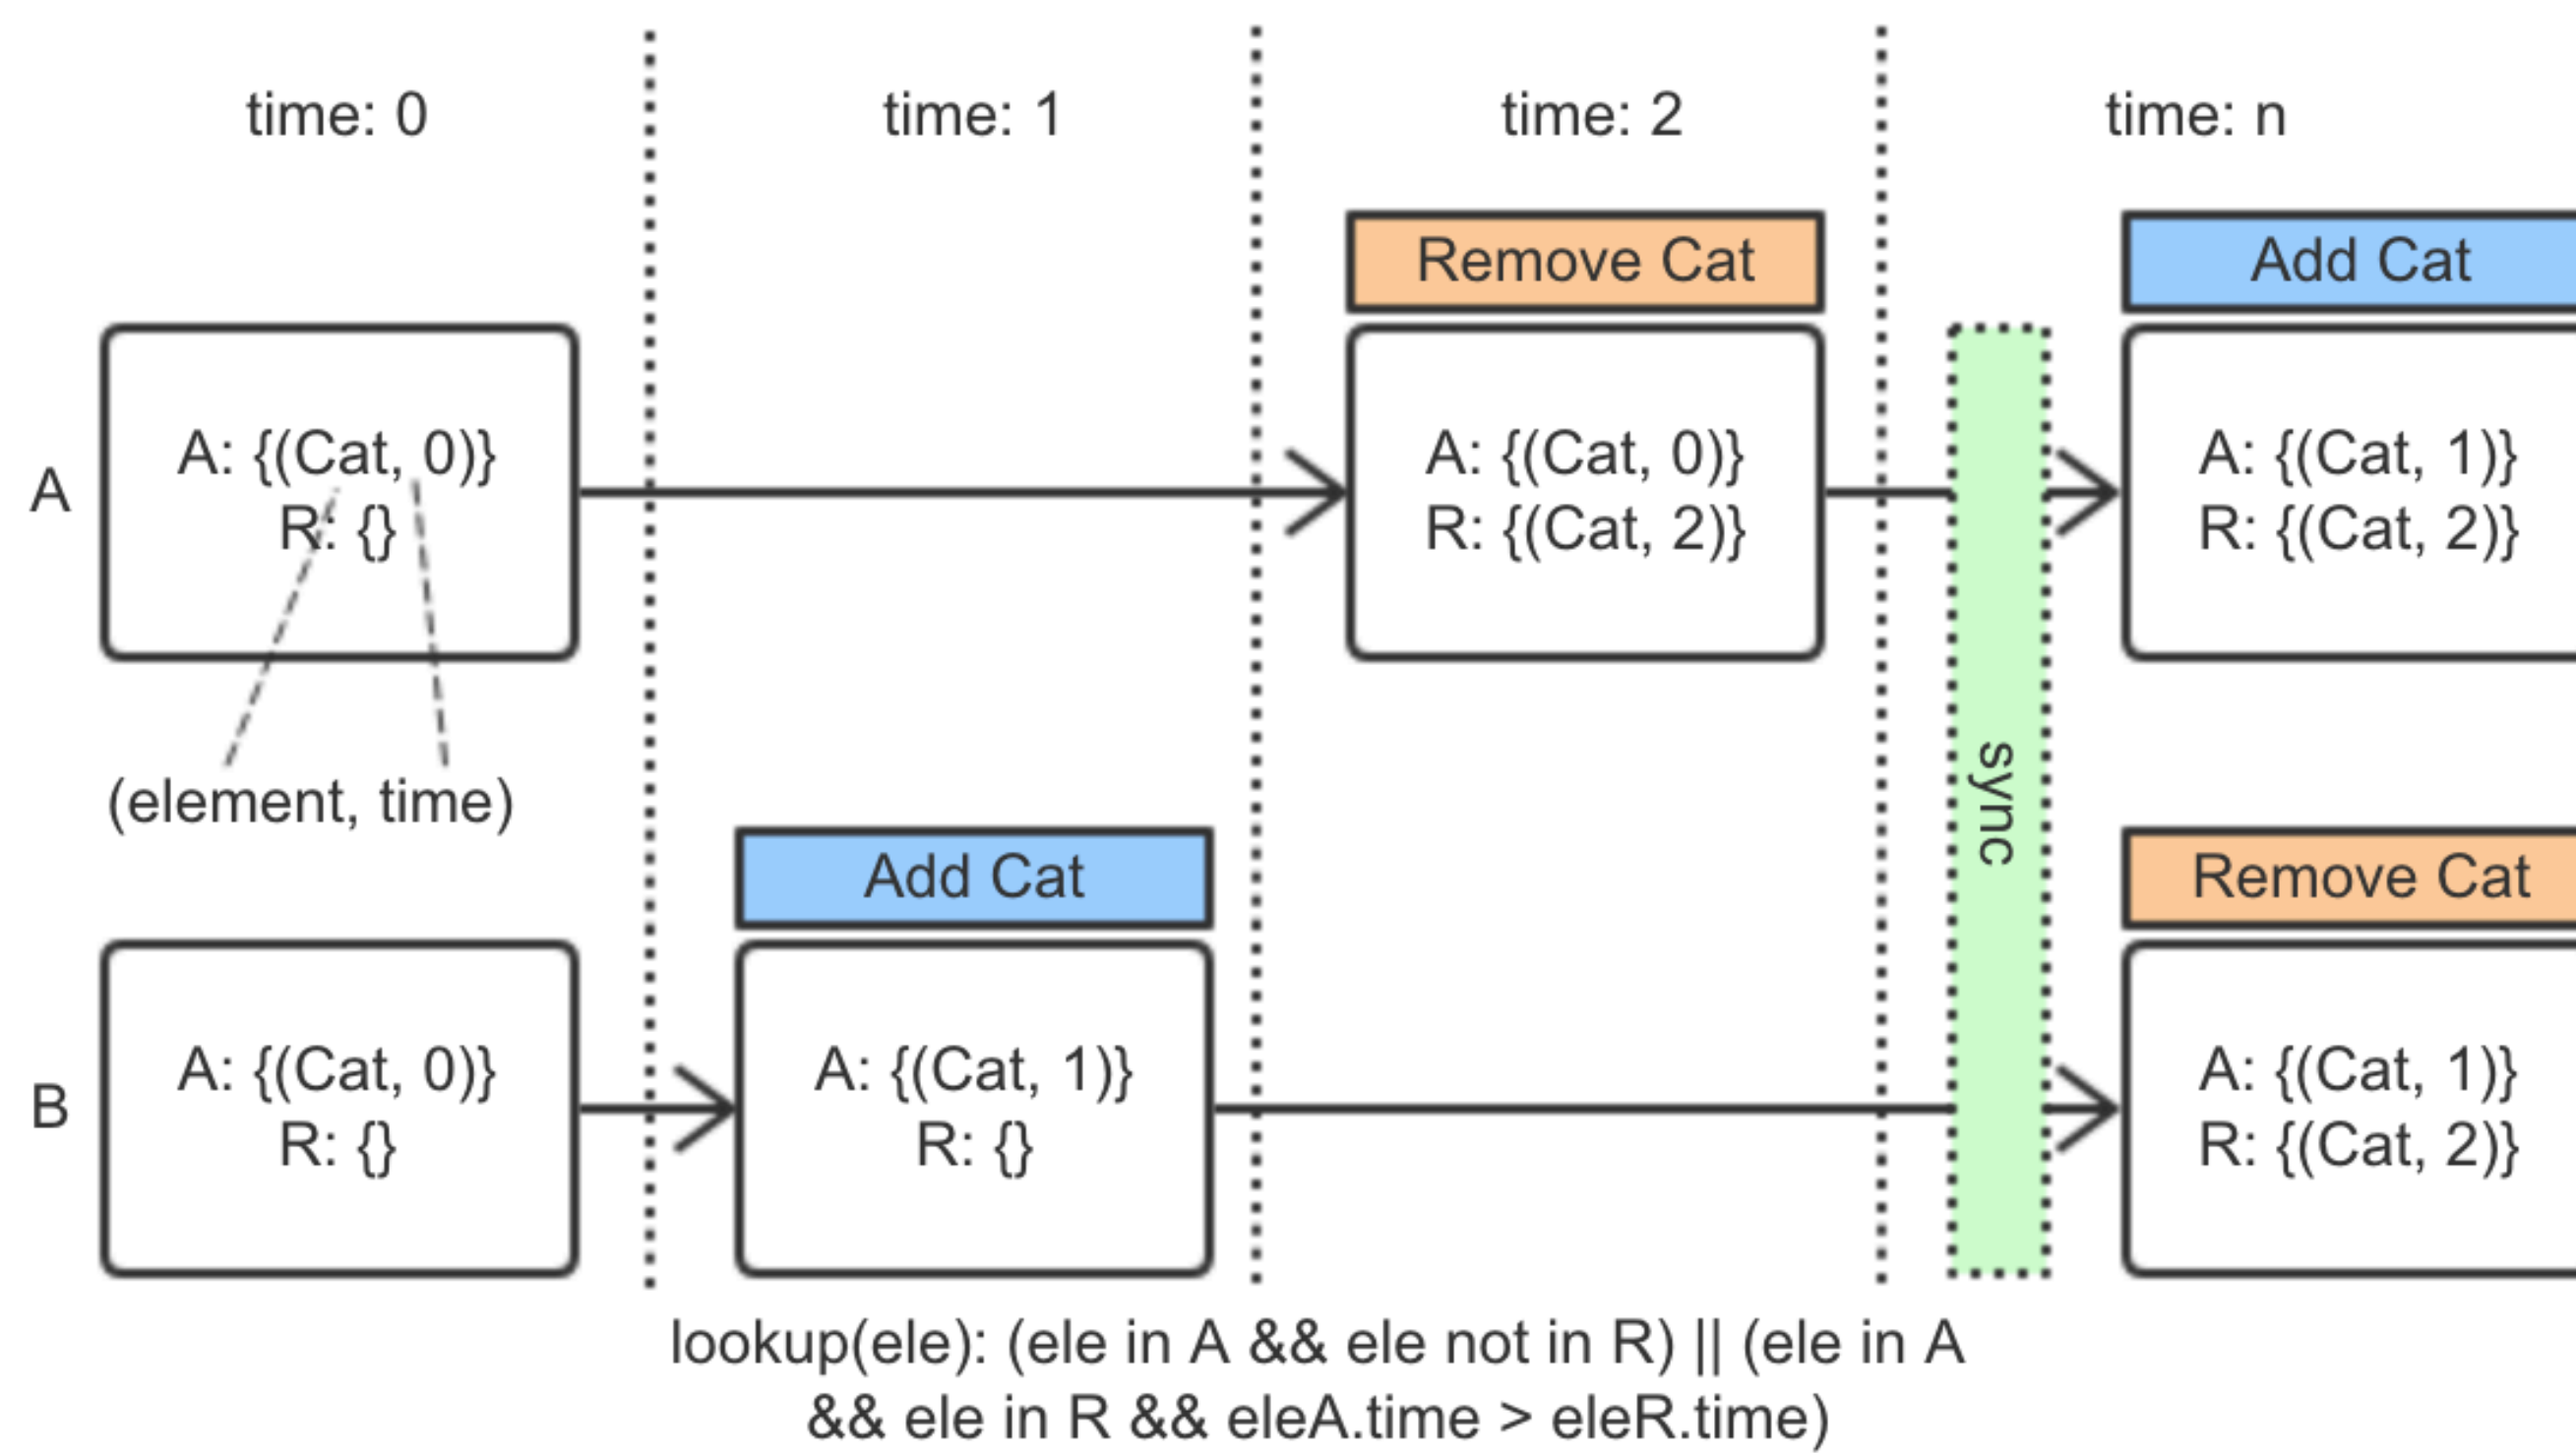 time: 0
time: 1
time: 2
time: n
Remove Cat
Add Cat
A
A: {(Cat, 0)}
R: {}
A: {(Cat, 0)}
R: {(Cat, 2)}
A: {(Cat, 1)}
R: {(Cat, 2)}
(element, time)
sync
Add Cat
Remove Cat
B
A: {(Cat, 0)}
R: {}
A: {(Cat, 1)}
R: {}
A: {(Cat, 1)}
R: {(Cat, 2)}
lookup(ele): (ele in A && ele not in R) || (ele in A
&& ele in R && eleA.time > eleR.time)